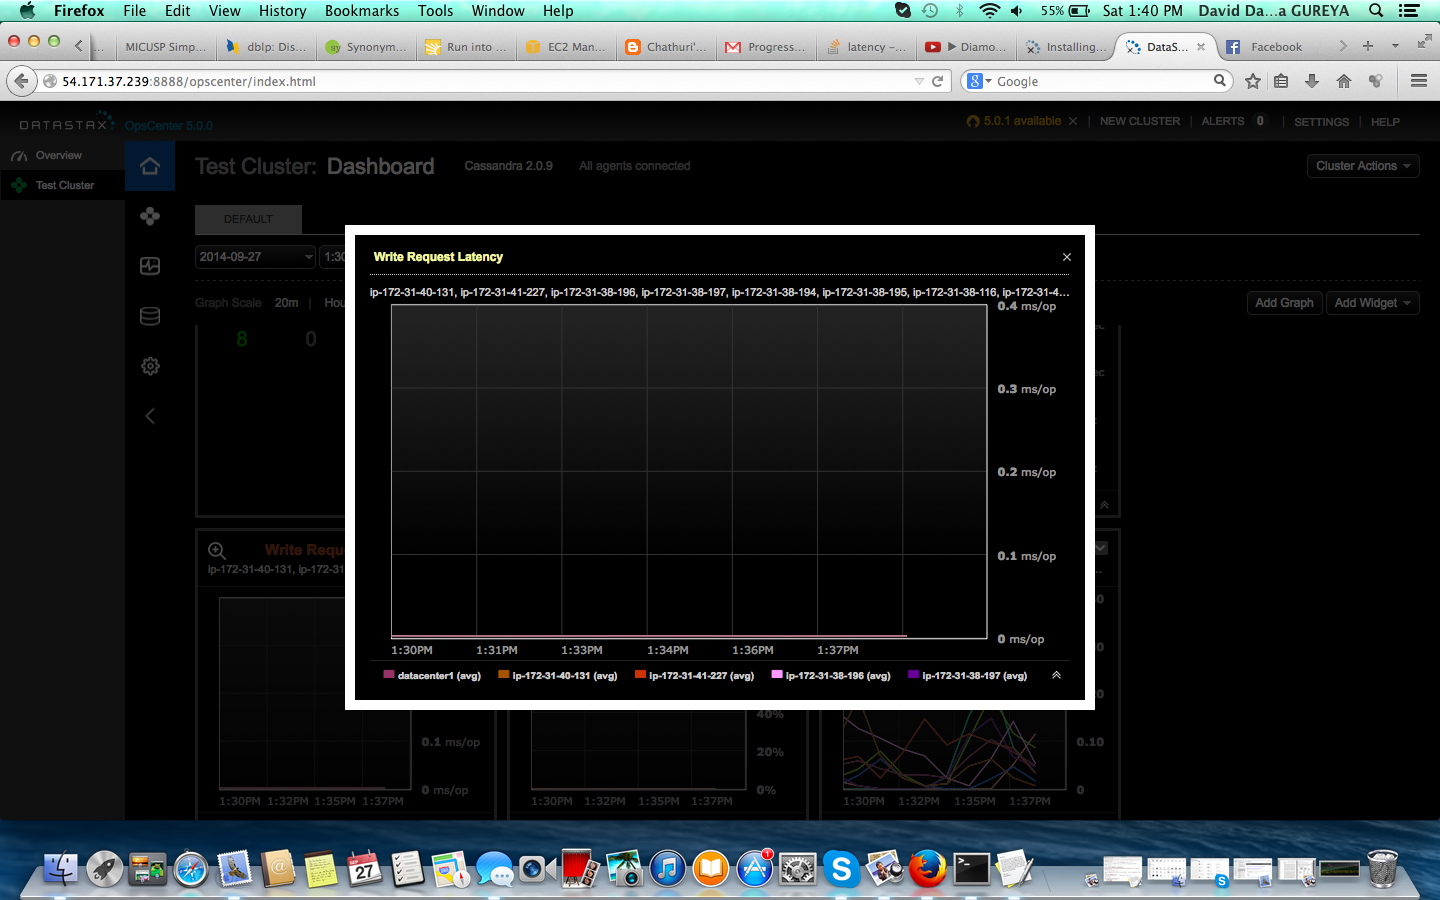 Firefox File Edit View History Bookmarks Tools Window Help 55% Sat 1:40 PM David Da...a GUREYA
... MICUSP Simp... dblp: Dis... Synonym... Run into ... EC2 Man... Chathuri'... Progress... latency –... ▶ Diamo... Installing... DataS... Facebook
54.171.37.239:8888/opscenter/index.html Google
DATASTAX OpsCenter 5.0.0 5.0.1 available × | NEW CLUSTER | ALERTS 0 | SETTINGS | HELP
Overview
Test Cluster
Test Cluster: Dashboard Cassandra 2.0.9 All agents connected Cluster Actions
DEFAULT
2014-09-27 1:30
Graph Scale 20m | Hou Add Graph Add Widget
8 0
Write Request Latency ×
ip-172-31-40-131, ip-172-31-41-227, ip-172-31-38-196, ip-172-31-38-197, ip-172-31-38-194, ip-172-31-38-195, ip-172-31-38-116, ip-172-31-4...
0.4 ms/op
0.3 ms/op
0.2 ms/op
0.1 ms/op
0 ms/op
1:30PM 1:31PM 1:33PM 1:34PM 1:36PM 1:37PM
datacenter1 (avg) ip-172-31-40-131 (avg) ip-172-31-41-227 (avg) ip-172-31-38-196 (avg) ip-172-31-38-197 (avg)
Write Requ
ip-172-31-40-131, ip-172-31
0.1 ms/op
0 ms/op
1:30PM 1:32PM 1:35PM 1:37PM
40%
20%
0%
1:30PM 1:32PM 1:35PM 1:37PM
0.10
0
1:30PM 1:32PM 1:35PM 1:37PM
SEP
27
1